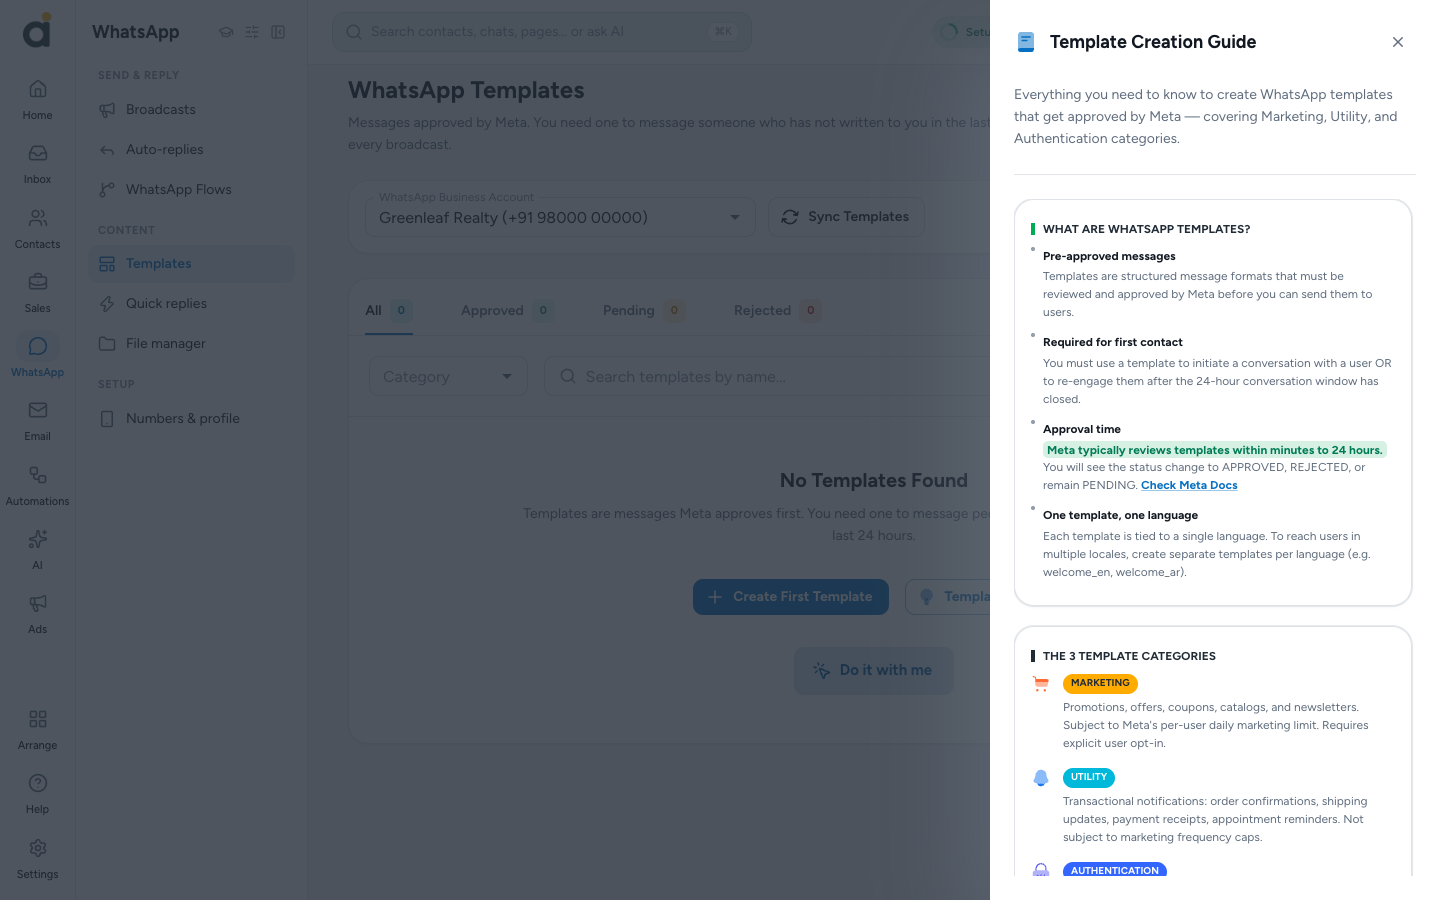 WhatsApp
Search contacts, chats, pages... or ask AI
⌘K
Setu
Home
Inbox
Contacts
Sales
WhatsApp
Email
Automations
AI
Ads
Arrange
Help
Settings
SEND & REPLY
Broadcasts
Auto-replies
WhatsApp Flows
CONTENT
Templates
Quick replies
File manager
SETUP
Numbers & profile
WhatsApp Templates
Messages approved by Meta. You need one to message someone who has not written to you in the last
every broadcast.
WhatsApp Business Account
Greenleaf Realty (+91 98000 00000)
Sync Templates
All 0
Approved 0
Pending 0
Rejected 0
Category
Search templates by name...
No Templates Found
Templates are messages Meta approves first. You need one to message pe
last 24 hours.
Create First Template
Templa
Do it with me
Template Creation Guide
Everything you need to know to create WhatsApp templates
that get approved by Meta — covering Marketing, Utility, and
Authentication categories.
WHAT ARE WHATSAPP TEMPLATES?
Pre-approved messages
Templates are structured message formats that must be
reviewed and approved by Meta before you can send them to
users.
Required for first contact
You must use a template to initiate a conversation with a user OR
to re-engage them after the 24-hour conversation window has
closed.
Approval time
Meta typically reviews templates within minutes to 24 hours.
You will see the status change to APPROVED, REJECTED, or
remain PENDING. Check Meta Docs
One template, one language
Each template is tied to a single language. To reach users in
multiple locales, create separate templates per language (e.g.
welcome_en, welcome_ar).
THE 3 TEMPLATE CATEGORIES
MARKETING
Promotions, offers, coupons, catalogs, and newsletters.
Subject to Meta's per-user daily marketing limit. Requires
explicit user opt-in.
UTILITY
Transactional notifications: order confirmations, shipping
updates, payment receipts, appointment reminders. Not
subject to marketing frequency caps.
AUTHENTICATION